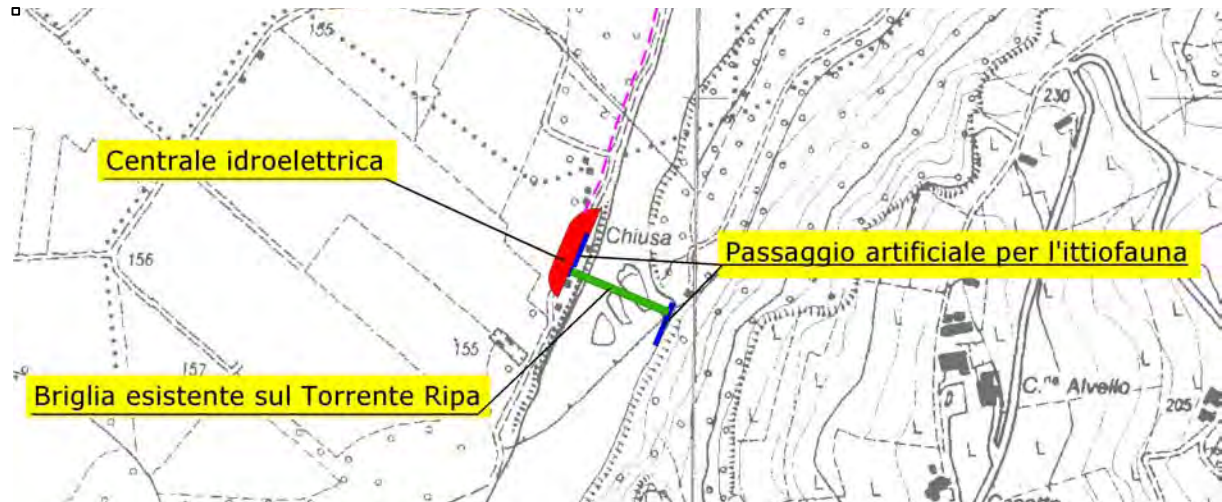 155
230
Centrale idroelettrica
Chiusa
Passaggio artificiale per l'ittiofauna
156
155
157
Briglia esistente sul Torrente Ripa
C.na Alvello
205
L
L
L
L
L
L
L
L
L
L
L
L
L
L